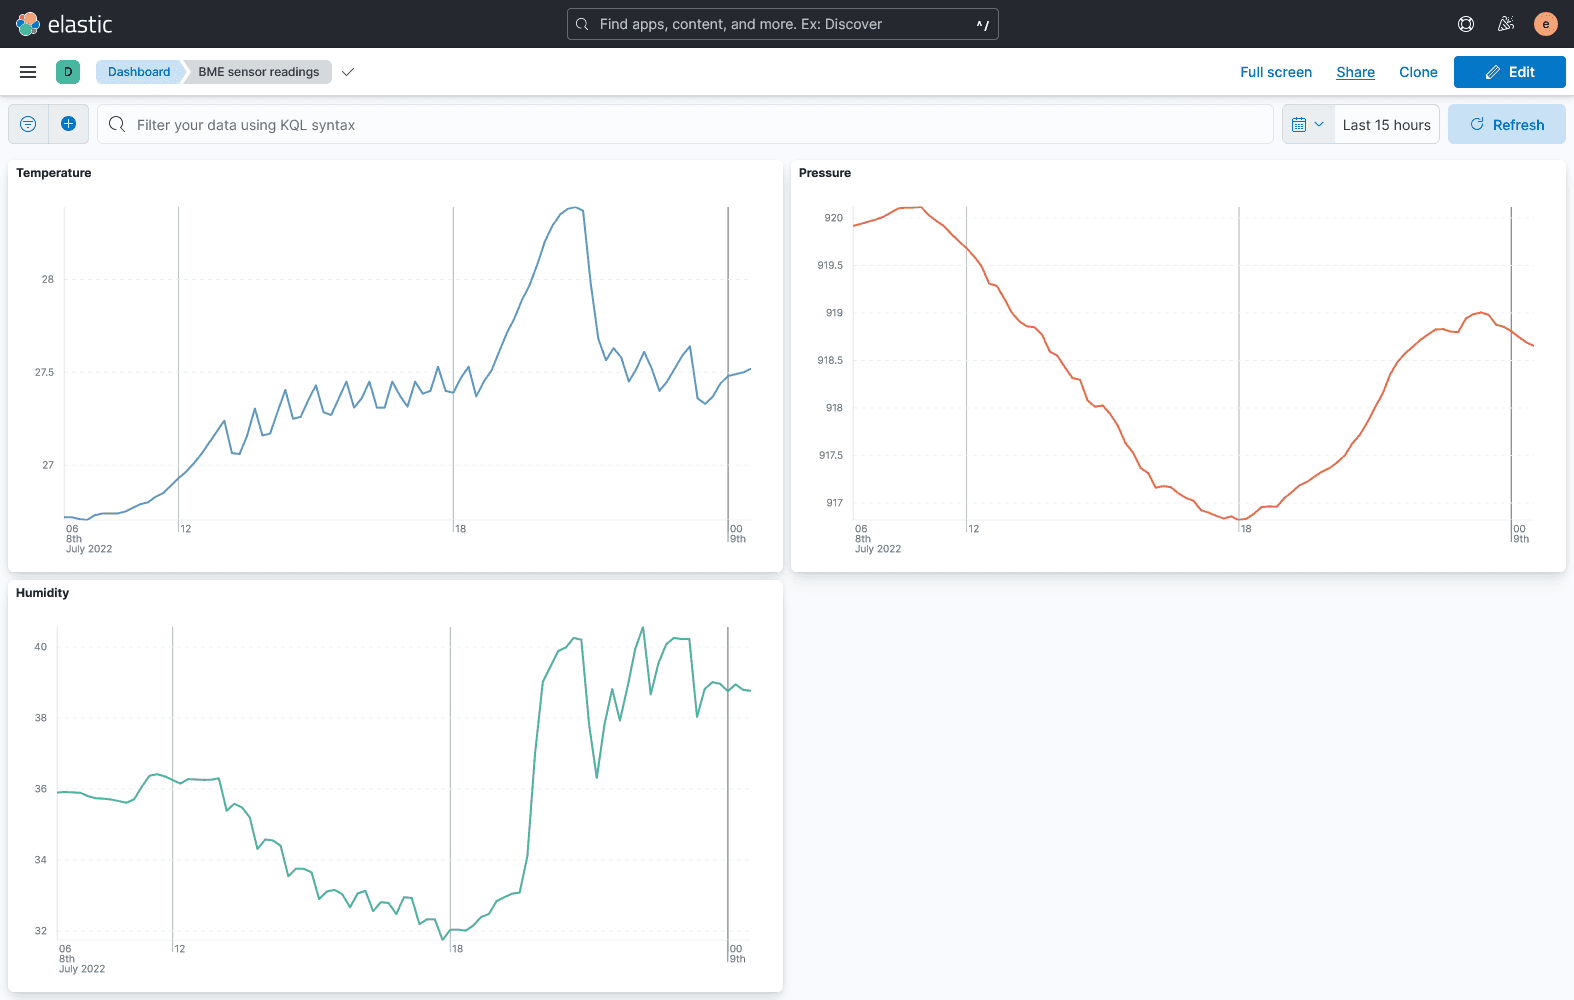 elastic
Find apps, content, and more. Ex: Discover
^/
e
D
Dashboard
BME sensor readings
Full screen
Share
Clone
Edit
Filter your data using KQL syntax
Last 15 hours
Refresh
Temperature
28
27.5
27
06
8th
July 2022
12
18
00
9th
Pressure
920
919.5
919
918.5
918
917.5
917
06
8th
July 2022
12
18
00
9th
Humidity
40
38
36
34
32
06
8th
July 2022
12
18
00
9th